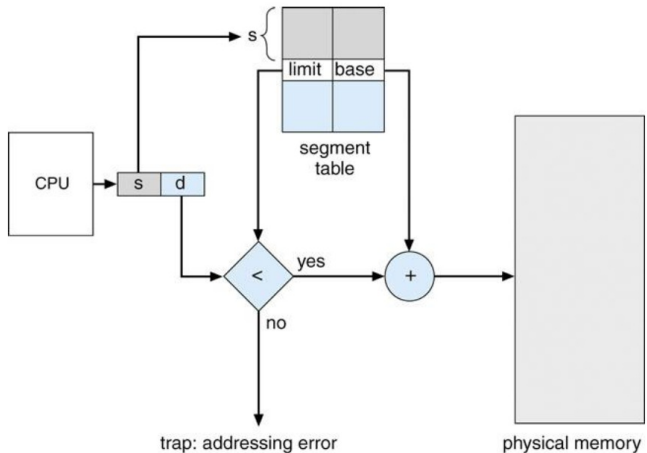 s
limit base
segment
table
CPU
s d
<
yes
+
no
trap: addressing error
physical memory